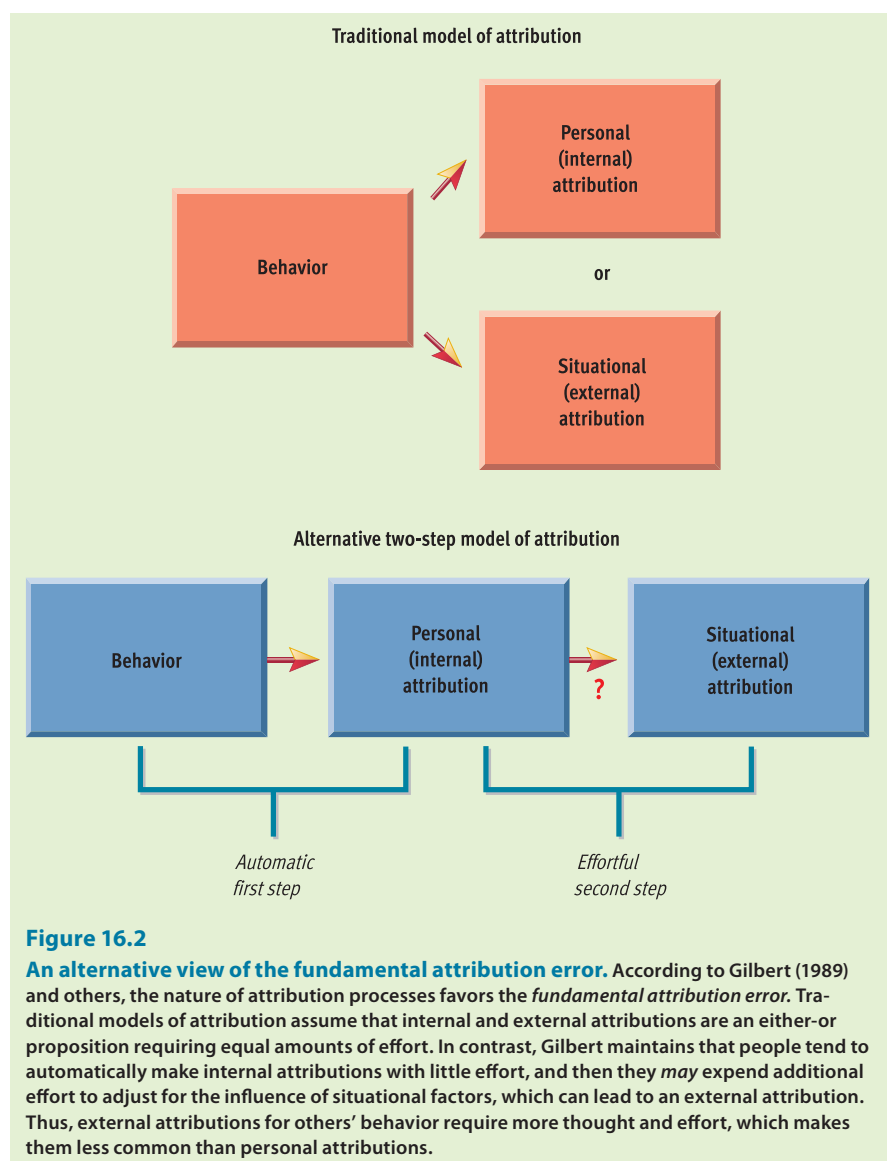 Traditional model of attribution
Personal
(internal)
attribution
Behavior
or
Situational
(external)
attribution
Alternative two-step model of attribution
Behavior
Personal
(internal)
attribution
?
Situational
(external)
attribution
Automatic
first step
Effortful
second step
Figure 16.2
An alternative view of the fundamental attribution error. According to Gilbert (1989)
and others, the nature of attribution processes favors the fundamental attribution error. Tra-
ditional models of attribution assume that internal and external attributions are an either-or
proposition requiring equal amounts of effort. In contrast, Gilbert maintains that people tend to
automatically make internal attributions with little effort, and then they may expend additional
effort to adjust for the influence of situational factors, which can lead to an external attribution.
Thus, external attributions for others’ behavior require more thought and effort, which makes
them less common than personal attributions.